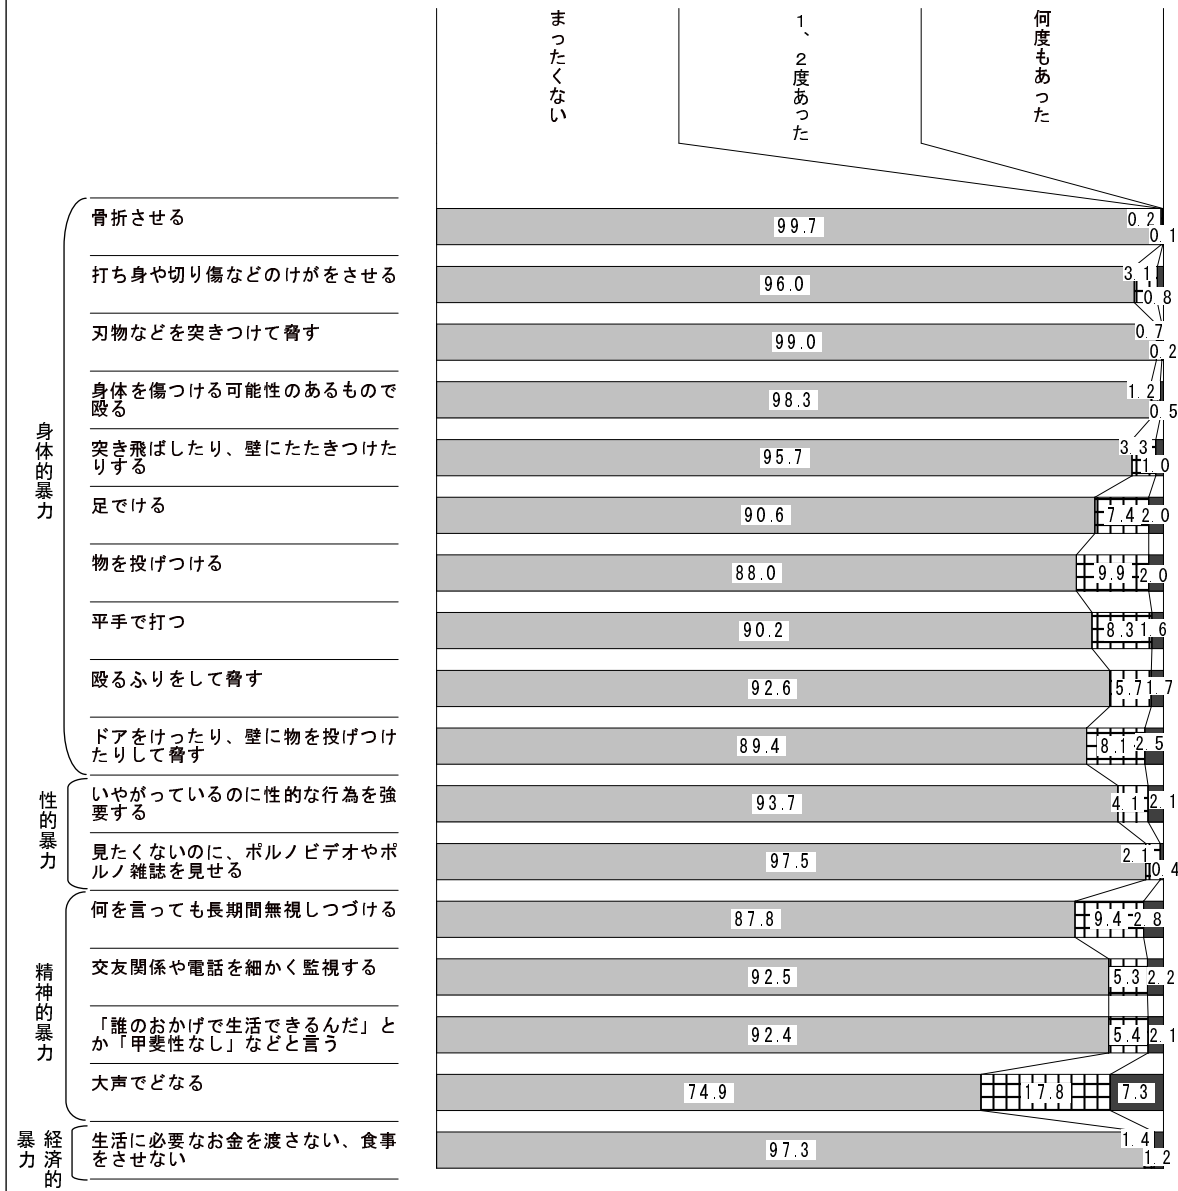 まったくない
1、2度あった
何度もあった
身体的暴力
骨折させる
99.7
0.2
0.1
打ち身や切り傷などのけがをさせる
96.0
3.1
0.8
刃物などを突きつけて脅す
99.0
0.7
0.2
身体を傷つける可能性のあるもので
殴る
98.3
1.2
0.5
突き飛ばしたり、壁にたたきつけた
りする
95.7
3.3
1.0
足でける
90.6
7.4
2.0
物を投げつける
88.0
9.9
2.0
平手で打つ
90.2
8.3
1.6
殴るふりをして脅す
92.6
5.7
1.7
ドアをけったり、壁に物を投げつけ
たりして脅す
89.4
8.1
2.5
性的暴力
いやがっているのに性的な行為を強
要する
93.7
4.1
2.1
見たくないのに、ポルノビデオやポ
ルノ雑誌を見せる
97.5
2.1
0.4
精神的暴力
何を言っても長期間無視しつづける
87.8
9.4
2.8
交友関係や電話を細かく監視する
92.5
5.3
2.2
「誰のおかげで生活できるんだ」と
か「甲斐性なし」などと言う
92.4
5.4
2.1
大声でどなる
74.9
17.8
7.3
経済的
暴力
生活に必要なお金を渡さない、食事
をさせない
97.3
1.4
1.2